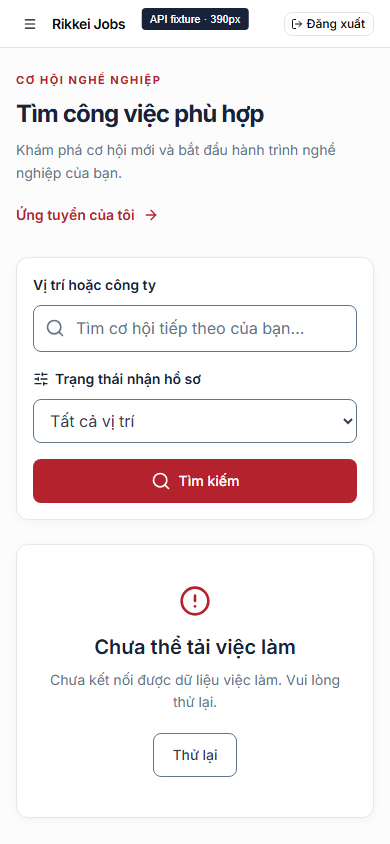 Rikkei Jobs
API fixture · 390px
Đăng xuất
CƠ HỘI NGHỀ NGHIỆP
Tìm công việc phù hợp
Khám phá cơ hội mới và bắt đầu hành trình nghề
nghiệp của bạn.
Ứng tuyển của tôi →
Vị trí hoặc công ty
Tìm cơ hội tiếp theo của bạn...
Trạng thái nhận hồ sơ
Tất cả vị trí
Tìm kiếm
Chưa thể tải việc làm
Chưa kết nối được dữ liệu việc làm. Vui lòng
thử lại.
Thử lại